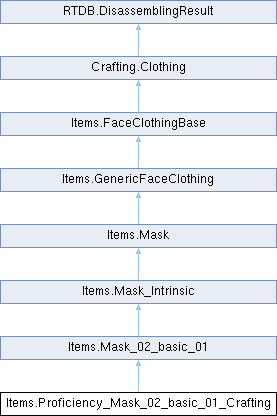 RTDB.DisassemblingResult
Crafting.Clothing
Items.FaceClothingBase
Items.GenericFaceClothing
Items.Mask
Items.Mask_Intrinsic
Items.Mask_02_basic_01
Items.Proficiency_Mask_02_basic_01_Crafting